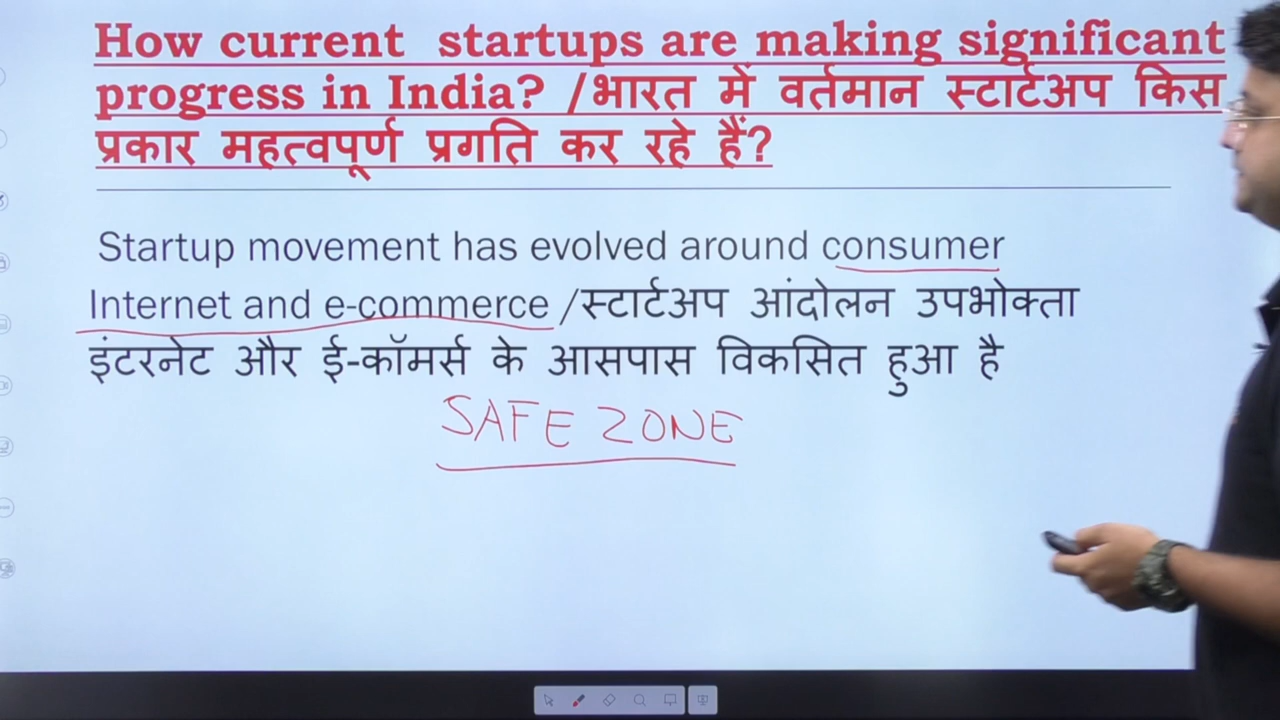 How current startups are making significant
progress in India? /भारत में वर्तमान स्टार्टअप किस
प्रकार महत्वपूर्ण प्रगति कर रहे हैं?
Startup movement has evolved around consumer
Internet and e-commerce /स्टार्टअप आंदोलन उपभोक्ता
इंटरनेट और ई-कॉमर्स के आसपास विकसित हुआ है
SAFE ZONE